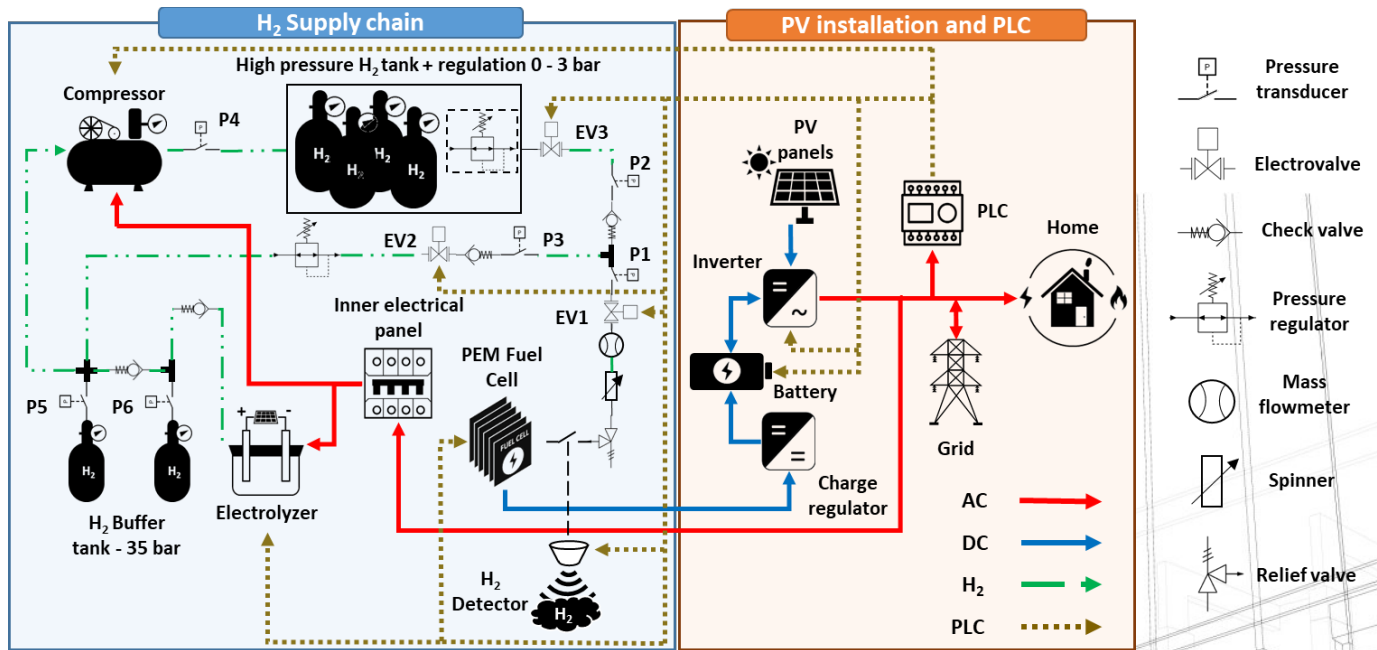 H₂ Supply chain
PV installation and PLC
High pressure H₂ tank + regulation 0 - 3 bar
Compressor
P4
H₂
H₂
H₂
H₂
EV3
P2
EV2
P3
P1
Inner electrical
panel
EV1
PEM Fuel
Cell
FUEL CELL
P5
P6
+
-
H₂
H₂
H₂ Buffer
tank - 35 bar
Electrolyzer
H₂
Detector
H₂
PV
panels
PLC
Home
Inverter
Battery
Grid
Charge
regulator
AC
DC
H₂
PLC
P
Pressure
transducer
Electrovalve
Check valve
Pressure
regulator
Mass
flowmeter
Spinner
Relief valve